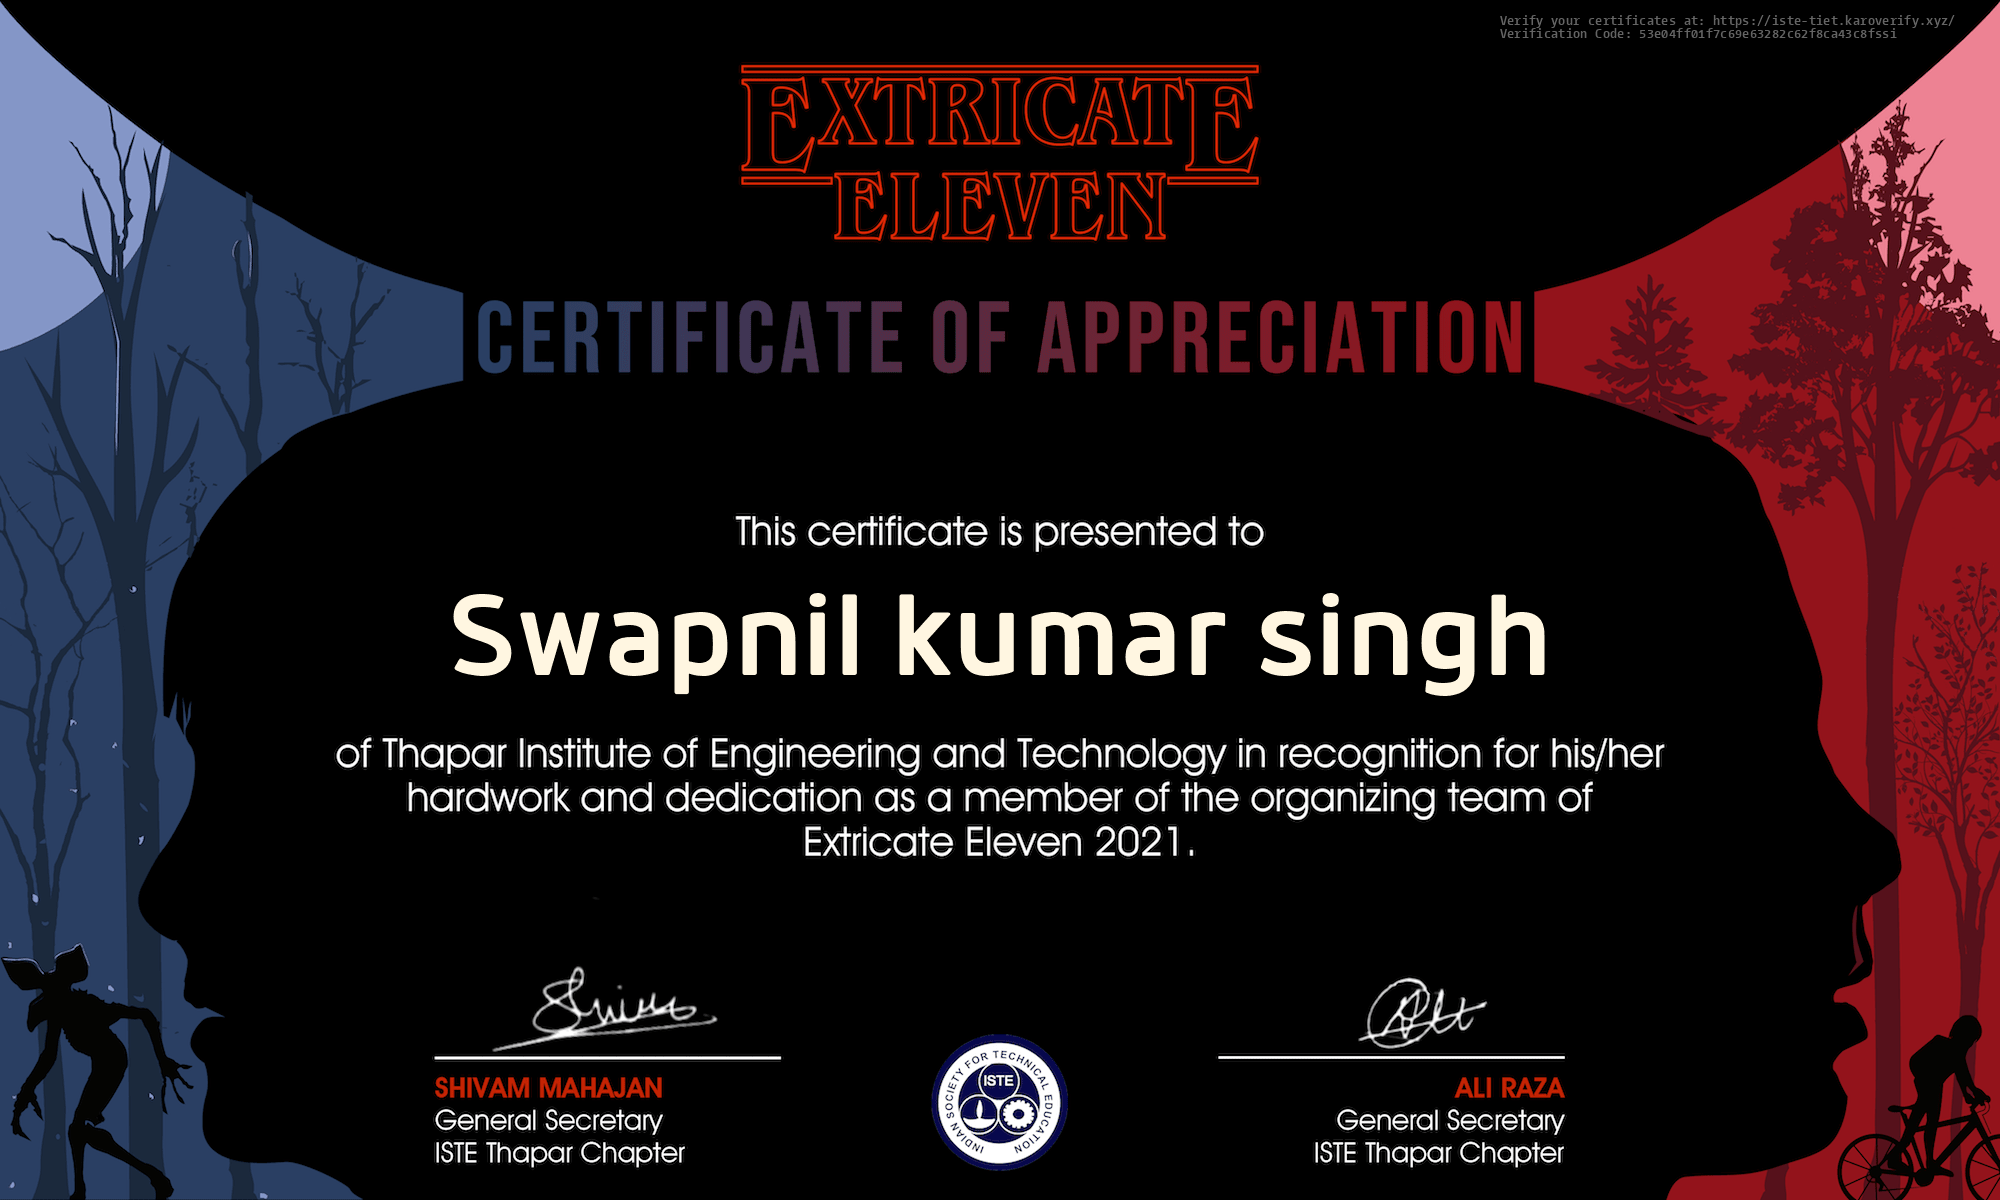 Verify your certificates at: https://iste-tiet.karoverify.xyz/
Verification Code: 53e04ff01f7c69e63282c62f8ca43c8fssi
EXTRICATE
ELEVEN
CERTIFICATE OF APPRECIATION
This certificate is presented to
Swapnil kumar singh
of Thapar Institute of Engineering and Technology in recognition for his/her
hardwork and dedication as a member of the organizing team of
Extricate Eleven 2021.
SHIVAM MAHAJAN
General Secretary
ISTE Thapar Chapter
INDIAN SOCIETY FOR TECHNICAL EDUCATION
ISTE
ALI RAZA
General Secretary
ISTE Thapar Chapter